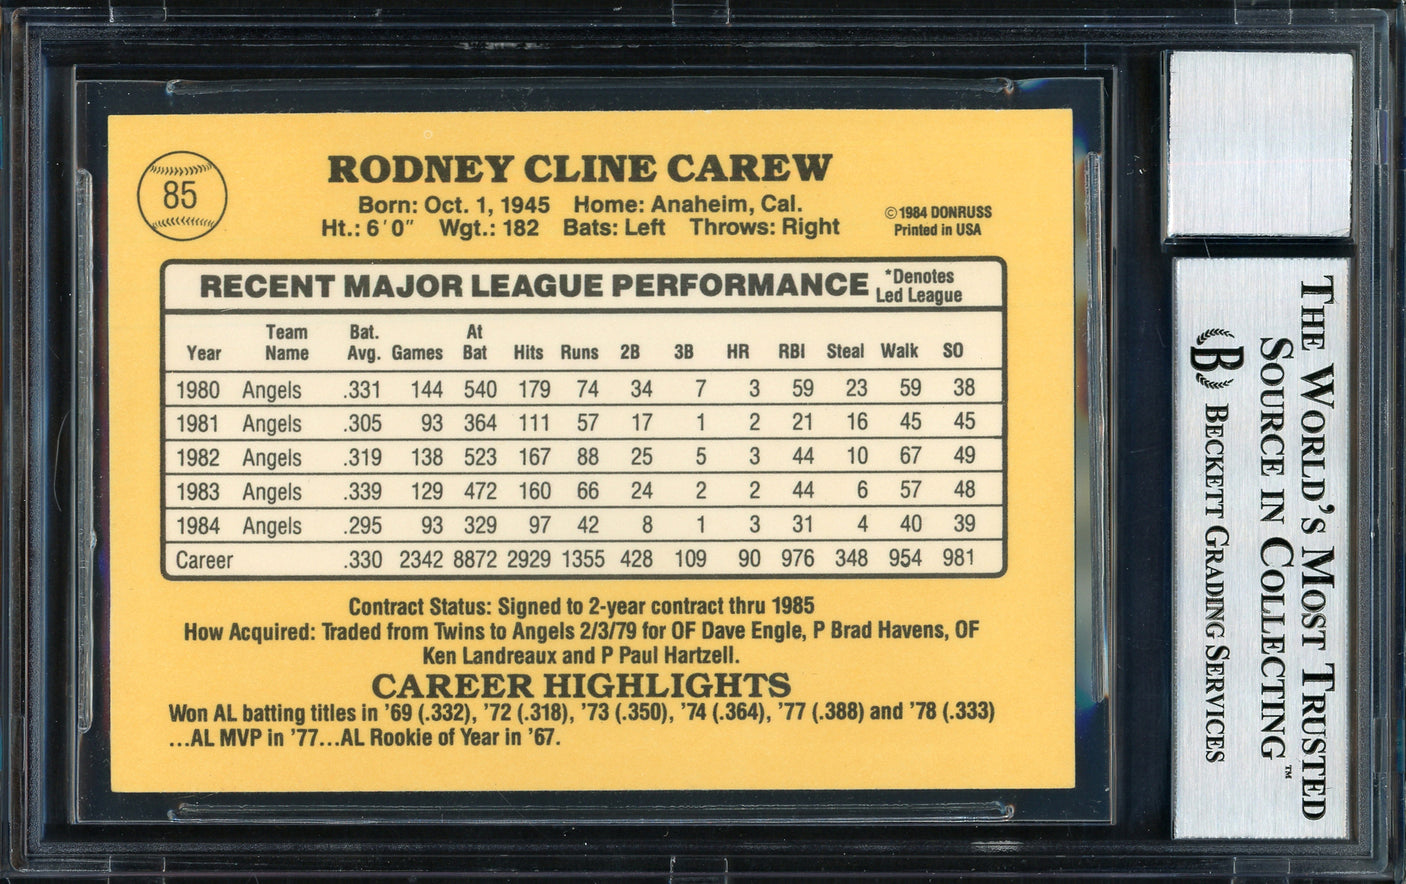 85
RODNEY CLINE CAREW
Born: Oct. 1, 1945 Home: Anaheim, Cal.
Ht.: 6'0" Wgt.: 182 Bats: Left Throws: Right
©1984 DONRUSS
Printed in USA
RECENT MAJOR LEAGUE PERFORMANCE
*Denotes
Led League
Year Team Name Bat. Avg. Games At Bat Hits Runs 2B 3B HR RBI Steal Walk SO
1980 Angels .331 144 540 179 74 34 7 3 59 23 59 38
1981 Angels .305 93 364 111 57 17 1 2 21 16 45 45
1982 Angels .319 138 523 167 88 25 5 3 44 10 67 49
1983 Angels .339 129 472 160 66 24 2 2 44 6 57 48
1984 Angels .295 93 329 97 42 8 1 3 31 4 40 39
Career .330 2342 8872 2929 1355 428 109 90 976 348 954 981
Contract Status: Signed to 2-year contract thru 1985
How Acquired: Traded from Twins to Angels 2/3/79 for OF Dave Engle, P Brad Havens, OF
Ken Landreaux and P Paul Hartzell.
CAREER HIGHLIGHTS
Won AL batting titles in '69 (.332), '72 (.318), '73 (.350), '74 (.364), '77 (.388) and '78 (.333)
...AL MVP in '77...AL Rookie of Year in '67.
THE WORLD'S MOST TRUSTED
SOURCE IN COLLECTING™
B BECKETT GRADING SERVICES